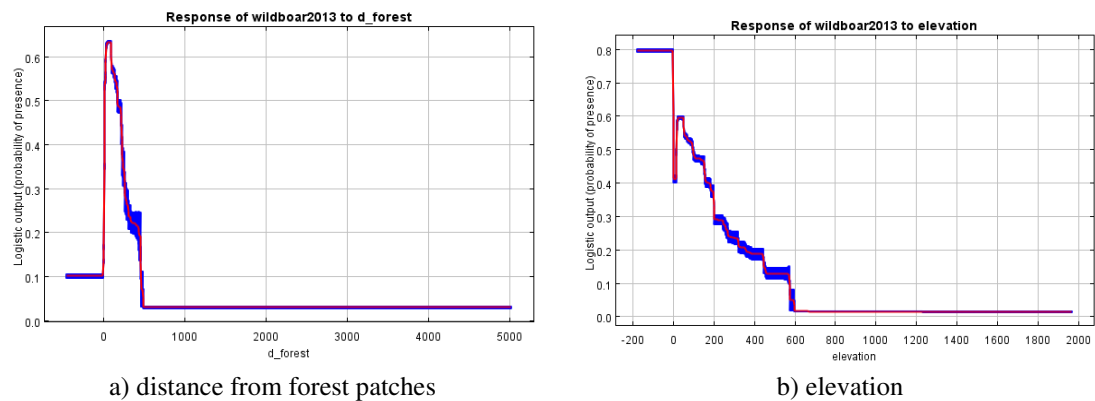 Response of wildboar2013 to d_forest
Logistic output (probability of presence)
0.6
0.5
0.4
0.3
0.2
0.1
0.0
0 1000 2000 3000 4000 5000
d_forest
a) distance from forest patches
Response of wildboar2013 to elevation
Logistic output (probability of presence)
0.8
0.7
0.6
0.5
0.4
0.3
0.2
0.1
0.0
-200 0 200 400 600 800 1000 1200 1400 1600 1800 2000
elevation
b) elevation